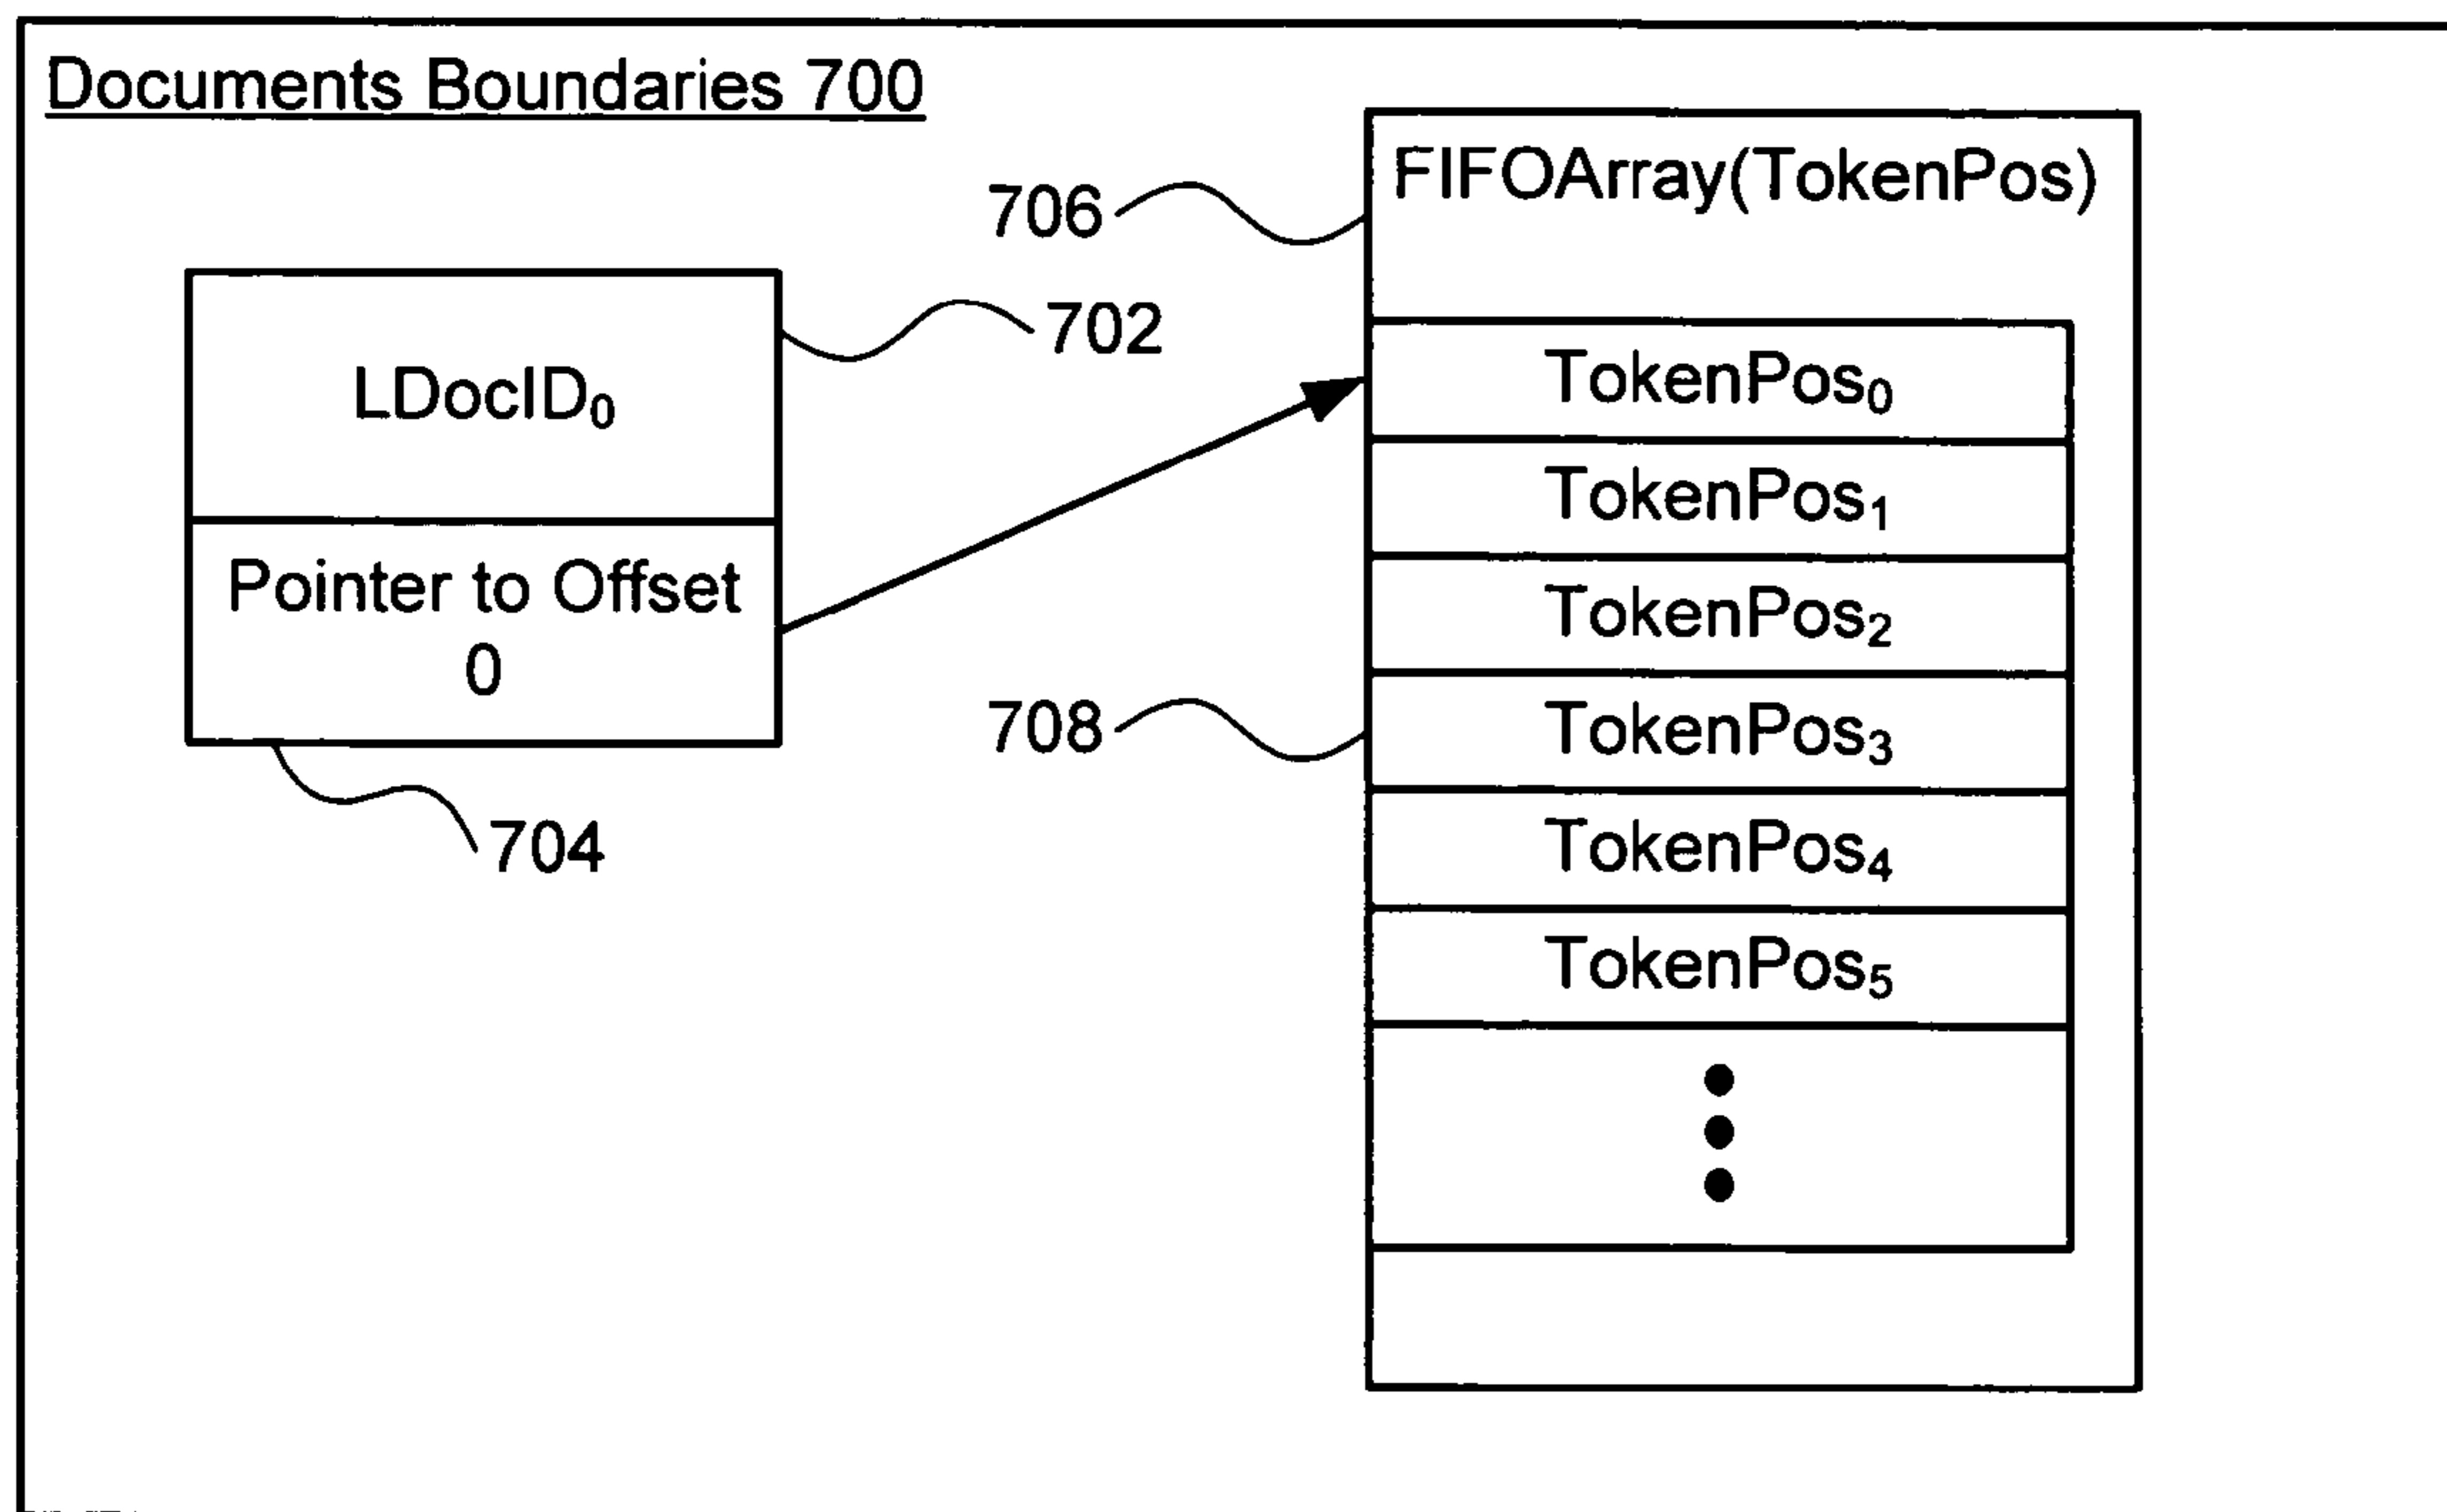 Documents Boundaries 700
FIFOArray(TokenPos)
706
702
LDocID₀
TokenPos₀
TokenPos₁
Pointer to Offset
0
TokenPos₂
708
TokenPos₃
704
TokenPos₄
TokenPos₅